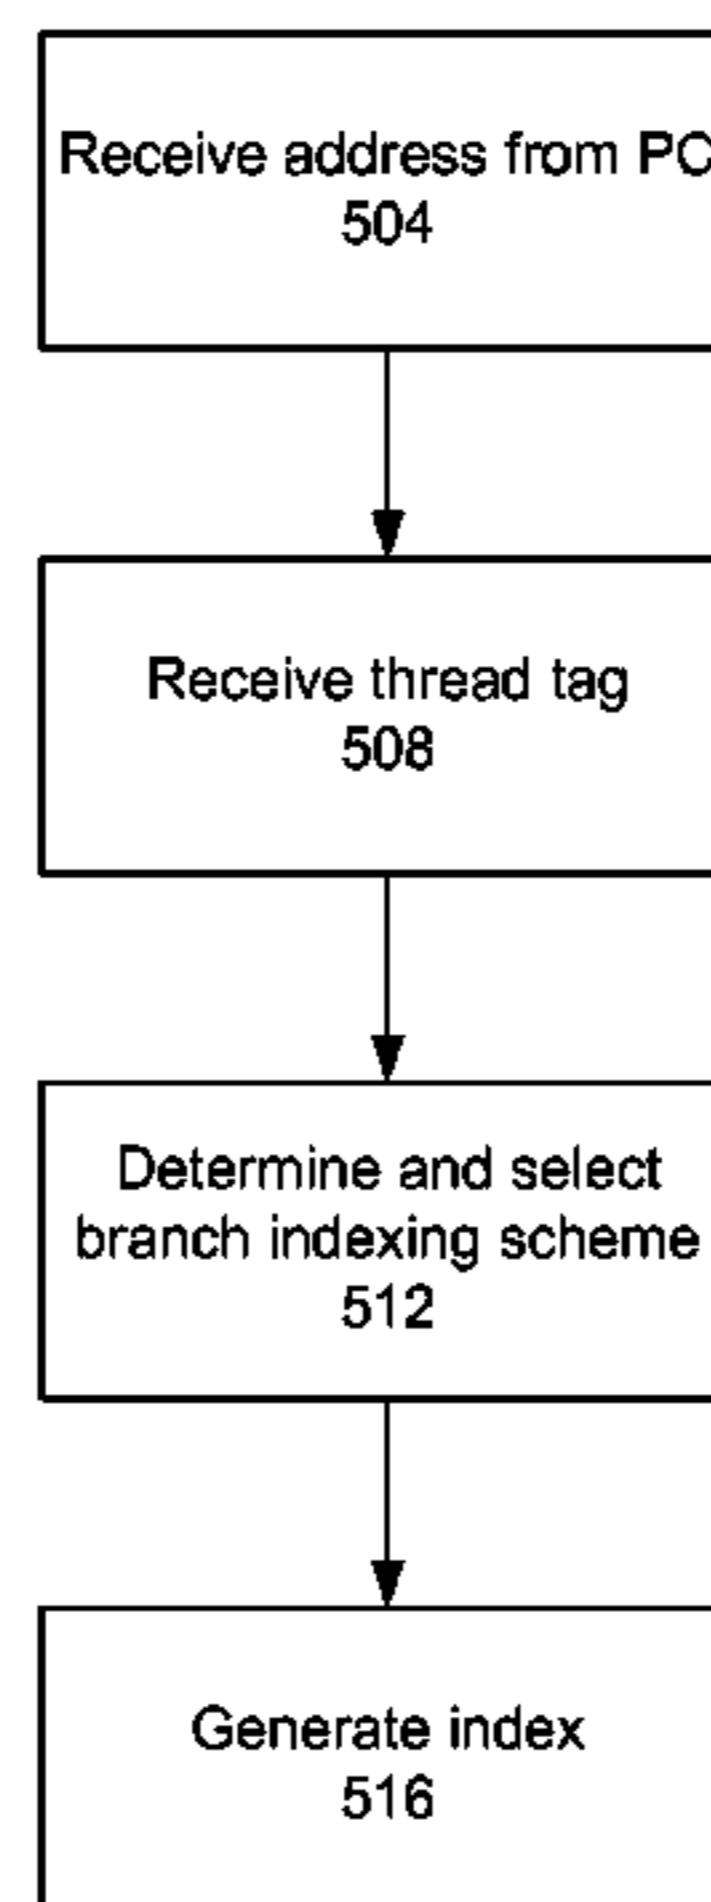 Receive address from PC
504
Receive thread tag
508
Determine and select
branch indexing scheme
512
Generate index
516